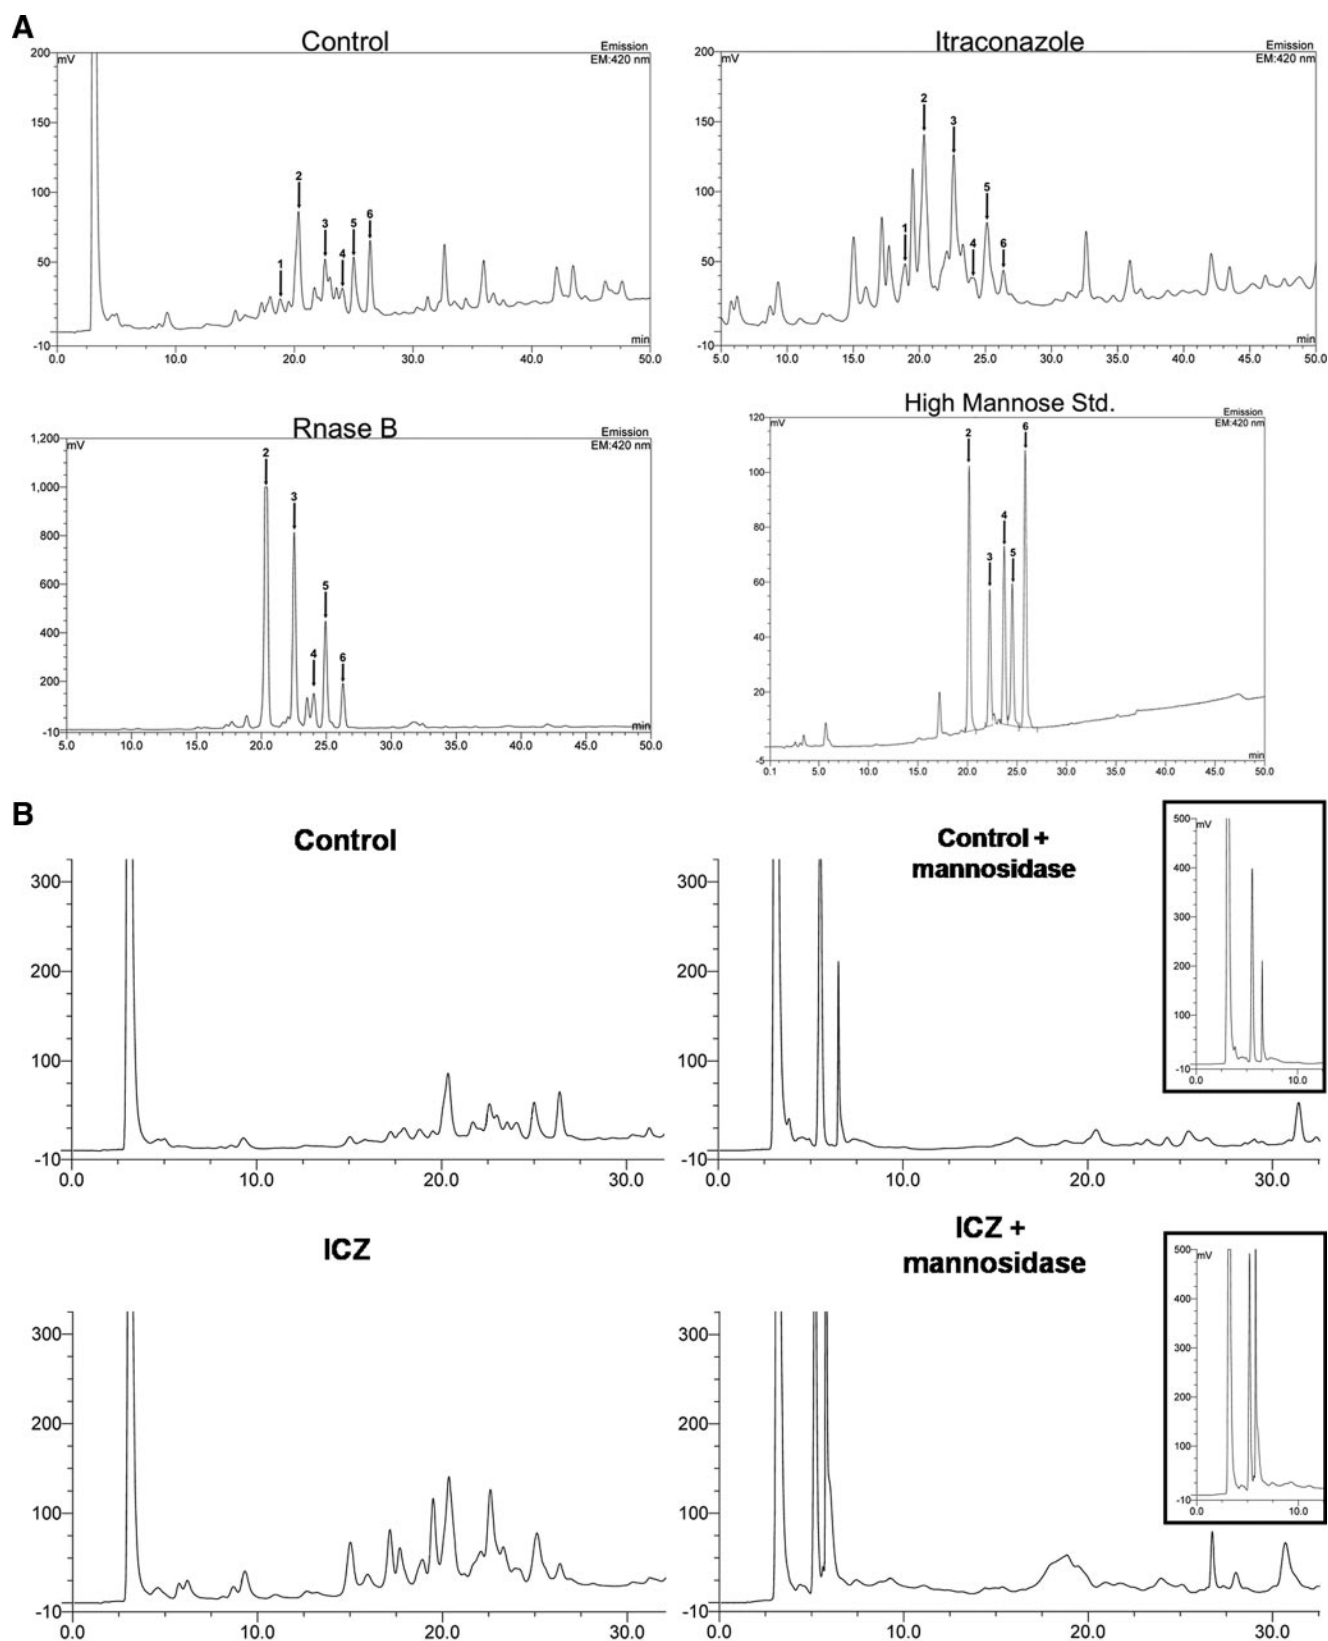 A
Control
Emission
EM:420 nm
mV
200
150
100
50
-10
1
2
3
4
5
6
min
0.0 10.0 20.0 30.0 40.0 50.0
Itraconazole
Emission
EM:420 nm
mV
200
150
100
50
-10
1
2
3
4
5
6
min
5.0 10.0 15.0 20.0 25.0 30.0 35.0 40.0 45.0 50.0
Rnase B
Emission
EM:420 nm
mV
1,200
1,000
800
600
400
200
-10
2
3
4
5
6
min
5.0 10.0 15.0 20.0 25.0 30.0 35.0 40.0 45.0 50.0
High Mannose Std.
Emission
EM:420 nm
mV
120
100
80
60
40
20
-5
2
3
4
5
6
min
0.1 5.0 10.0 15.0 20.0 25.0 30.0 35.0 40.0 45.0 50.0
B
Control
300
200
100
-10
0.0 10.0 20.0 30.0
Control +
mannosidase
300
200
100
-10
0.0 10.0 20.0 30.0
mV
500
400
300
200
100
-10
0.0 10.0
ICZ
300
200
100
-10
0.0 10.0 20.0 30.0
ICZ +
mannosidase
300
200
100
-10
0.0 10.0 20.0 30.0
mV
500
400
300
200
100
-10
0.0 10.0